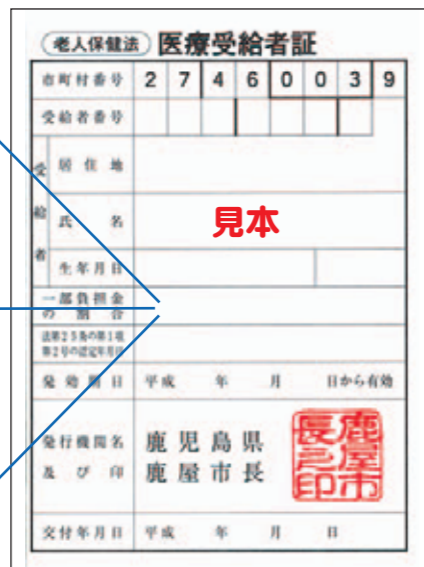 老人保健法 医療受給者証
市町村番号 2 7 4 6 0 0 3 9
受給者番号
受給者
居住地
氏名 見本
生年月日
一部負担金
の割合
法第25条の第1項
第2号の認定年月日
発効期日 平成 年 月 日から有効
発行機関名 鹿児島県
及び印 鹿屋市長
鹿屋市
長之印
交付年月日 平成 年 月 日